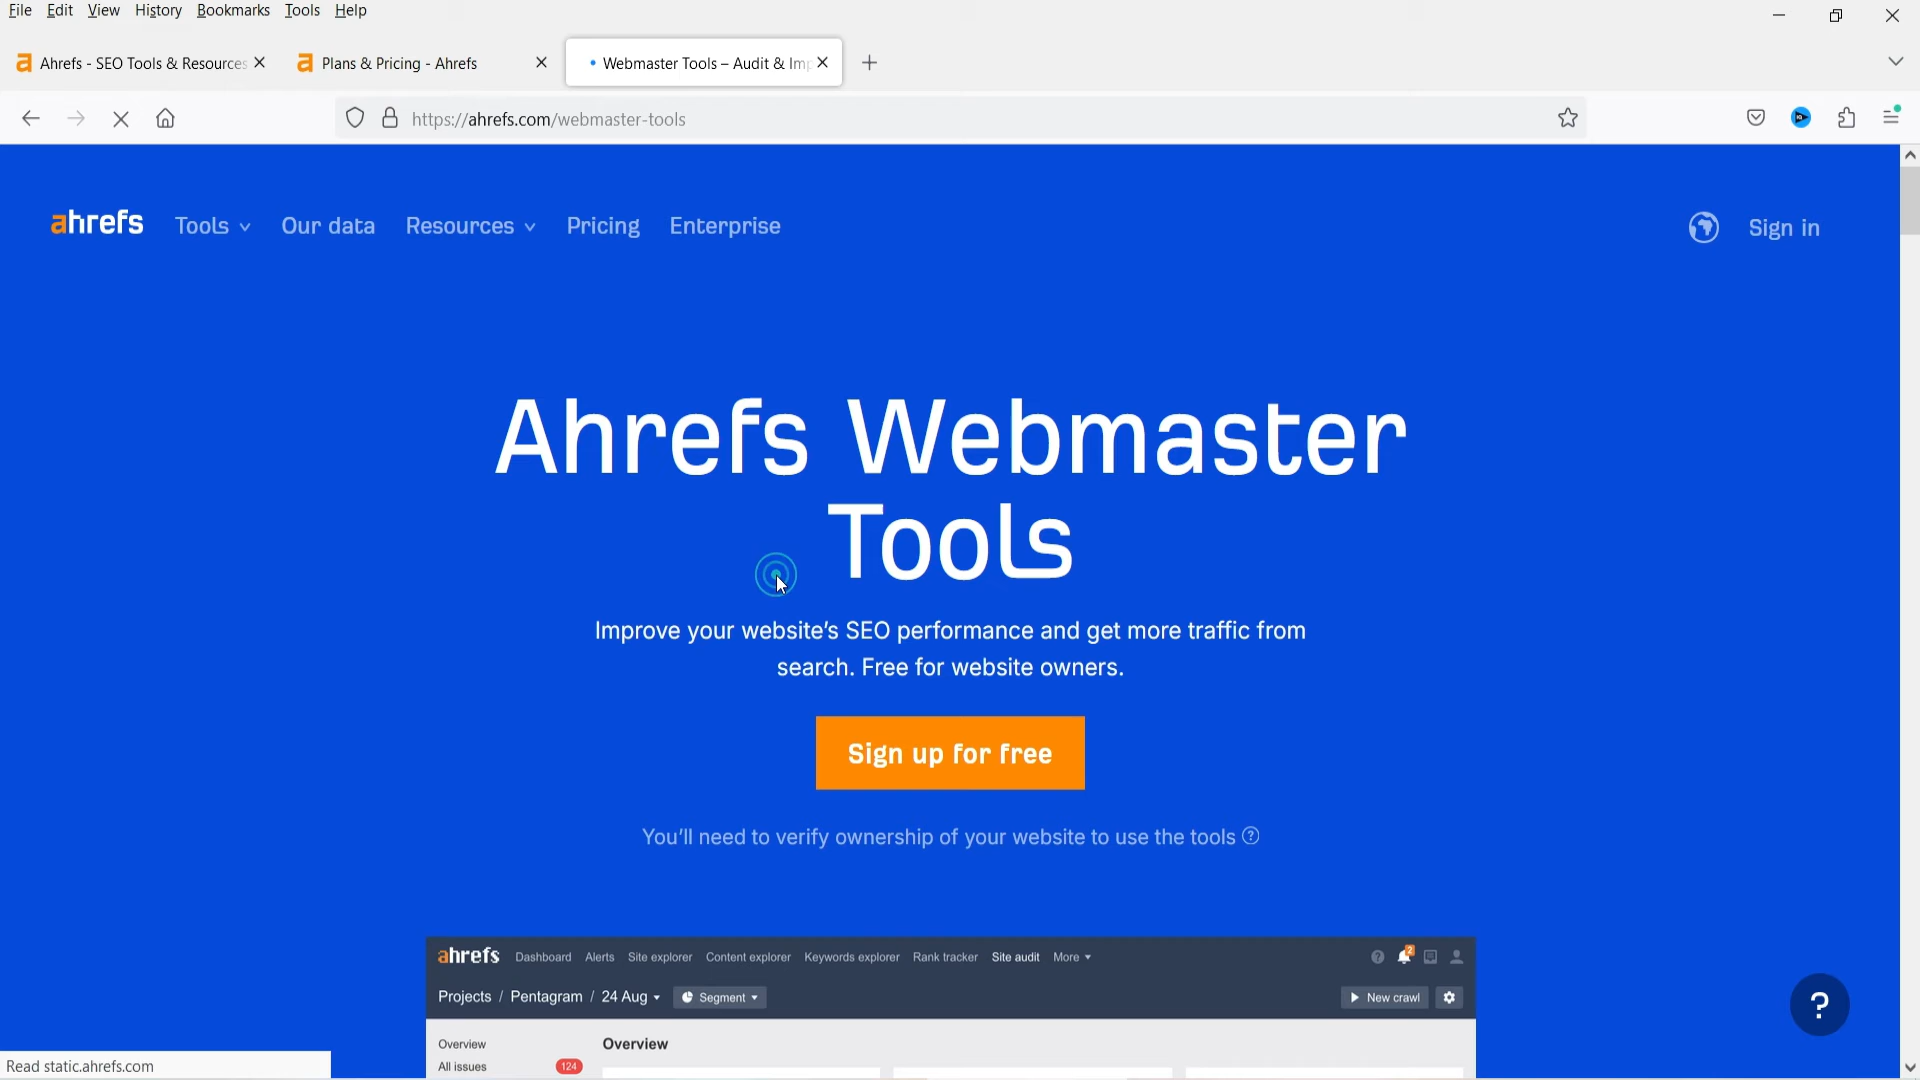 File Edit View History Bookmarks Tools Help
Ahrefs - SEO Tools & Resources
Plans & Pricing - Ahrefs
Webmaster Tools – Audit & Imp
https://ahrefs.com/webmaster-tools
ahrefs Tools Our data Resources Pricing Enterprise Sign in
Ahrefs Webmaster
Tools
Improve your website's SEO performance and get more traffic from
search. Free for website owners.
Sign up for free
You'll need to verify ownership of your website to use the tools ?
ahrefs Dashboard Alerts Site explorer Content explorer Keywords explorer Rank tracker Site audit More ? 2
Projects / Pentagram / 24 Aug Segment New crawl
?
Overview Overview
All issues 124
Read static.ahrefs.com